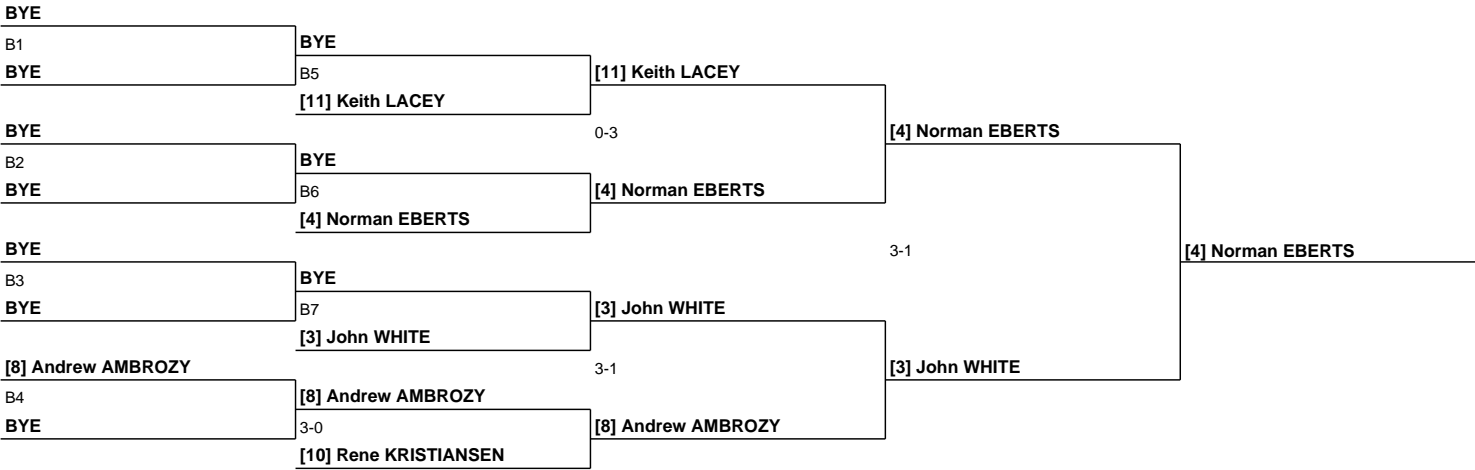 BYE
B1
BYE
BYE
B5
[11] Keith LACEY
[11] Keith LACEY
BYE
B2
BYE
BYE
B6
[4] Norman EBERTS
0-3
[4] Norman EBERTS
[4] Norman EBERTS
BYE
B3
BYE
BYE
B7
[3] John WHITE
[3] John WHITE
[8] Andrew AMBROZY
B4
BYE
[8] Andrew AMBROZY
3-0
[10] Rene KRISTIANSEN
3-1
[8] Andrew AMBROZY
[3] John WHITE
3-1
[4] Norman EBERTS